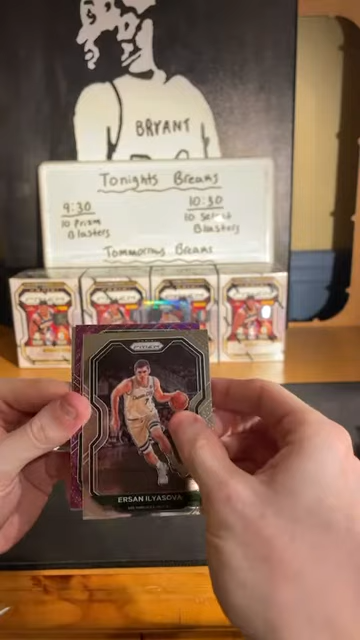 BRYANT
Tonights Breaks
9:30
10:30
10 Prizm
10 Select
Blasters
Blasters
Tommorrows Breaks
PRIZM
ERSAN ILYASOVA